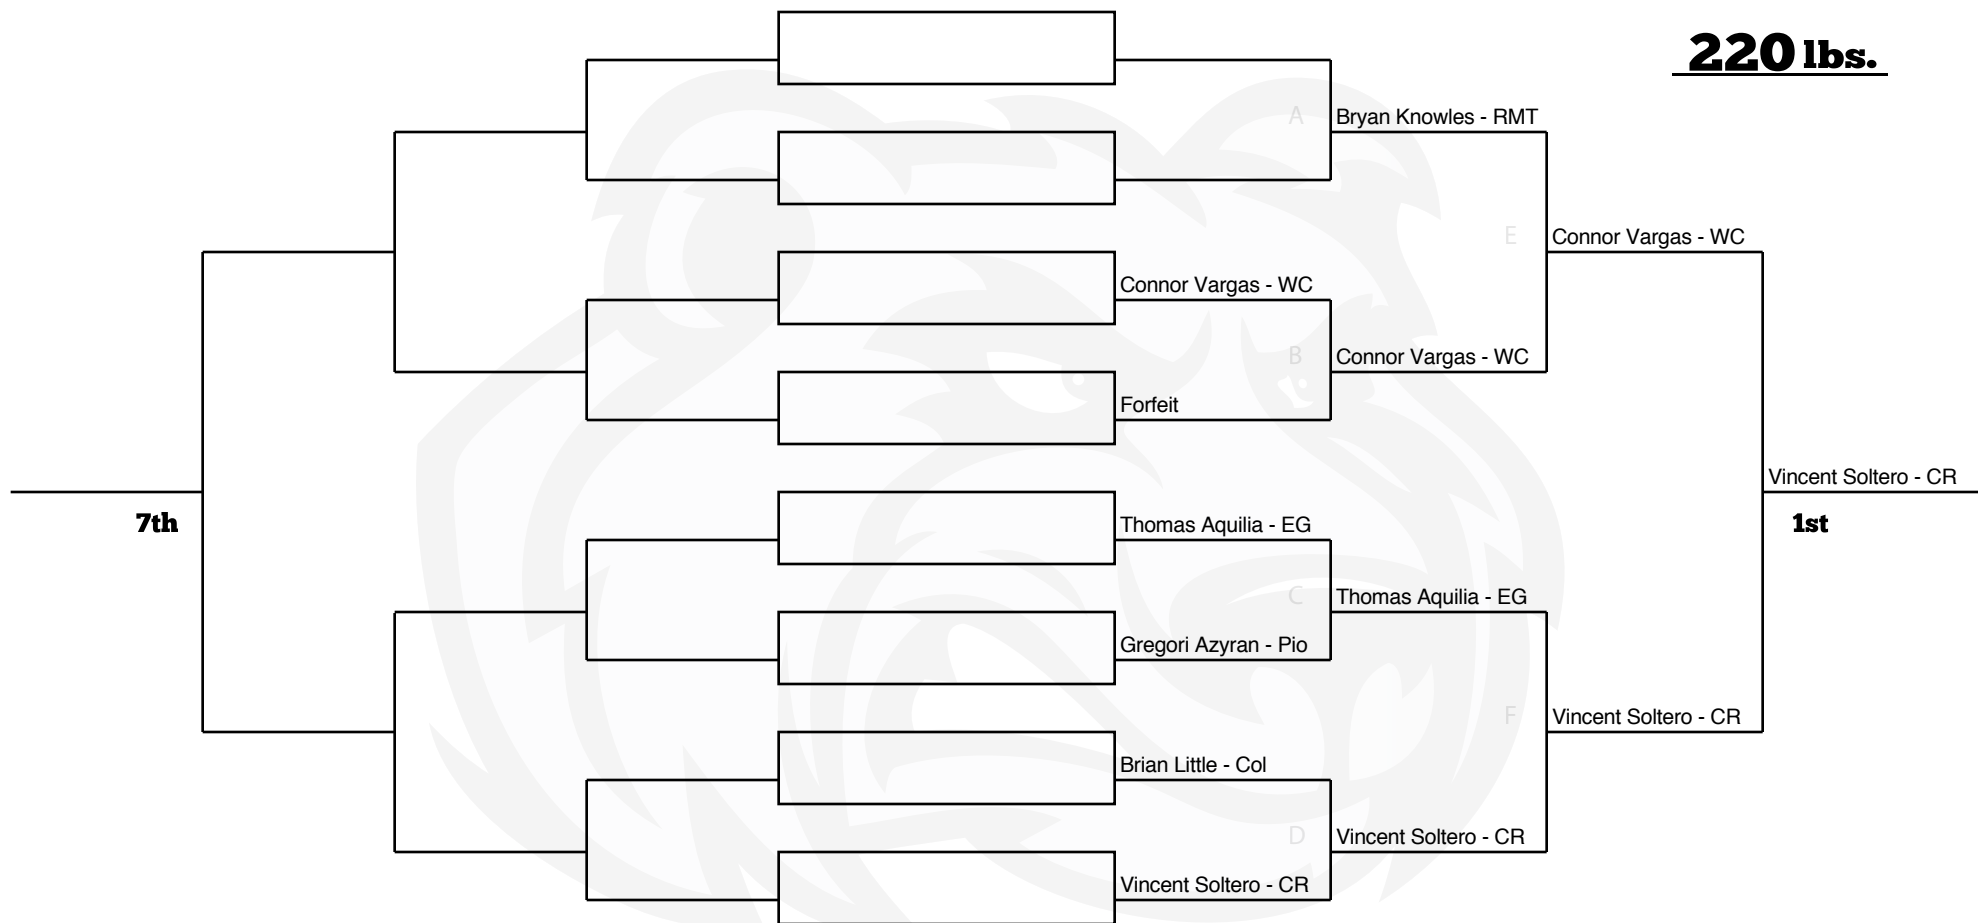 220 lbs.
A
Bryan Knowles - RMT
E
Connor Vargas - WC
Connor Vargas - WC
B
Connor Vargas - WC
Forfeit
Vincent Soltero - CR
7th
Thomas Aquilia - EG
1st
C
Thomas Aquilia - EG
Gregori Azyran - Pio
F
Vincent Soltero - CR
Brian Little - Col
D
Vincent Soltero - CR
Vincent Soltero - CR